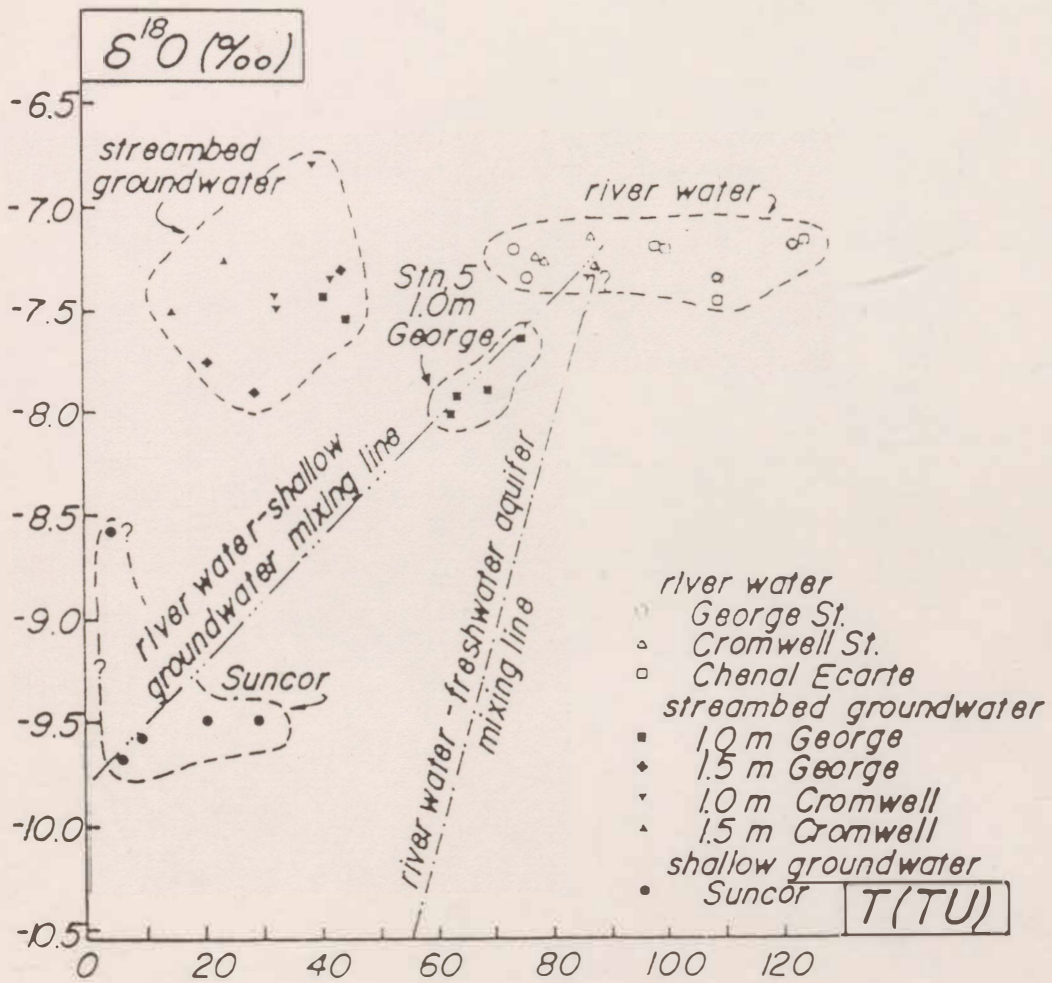 δ¹⁸O (‰)
-6.5
-7.0
-7.5
-8.0
-8.5
-9.0
-9.5
-10.0
-10.5
streambed
groundwater
river water
Stn. 5
1.0m
George
?
?
?
river water-shallow
groundwater mixing line
Suncor
river water-freshwater aquifer
mixing line
river water
George St.
Cromwell St.
Chenal Ecarte
streambed groundwater
1.0 m George
1.5 m George
1.0 m Cromwell
1.5 m Cromwell
shallow groundwater
Suncor
T(TU)
0 20 40 60 80 100 120